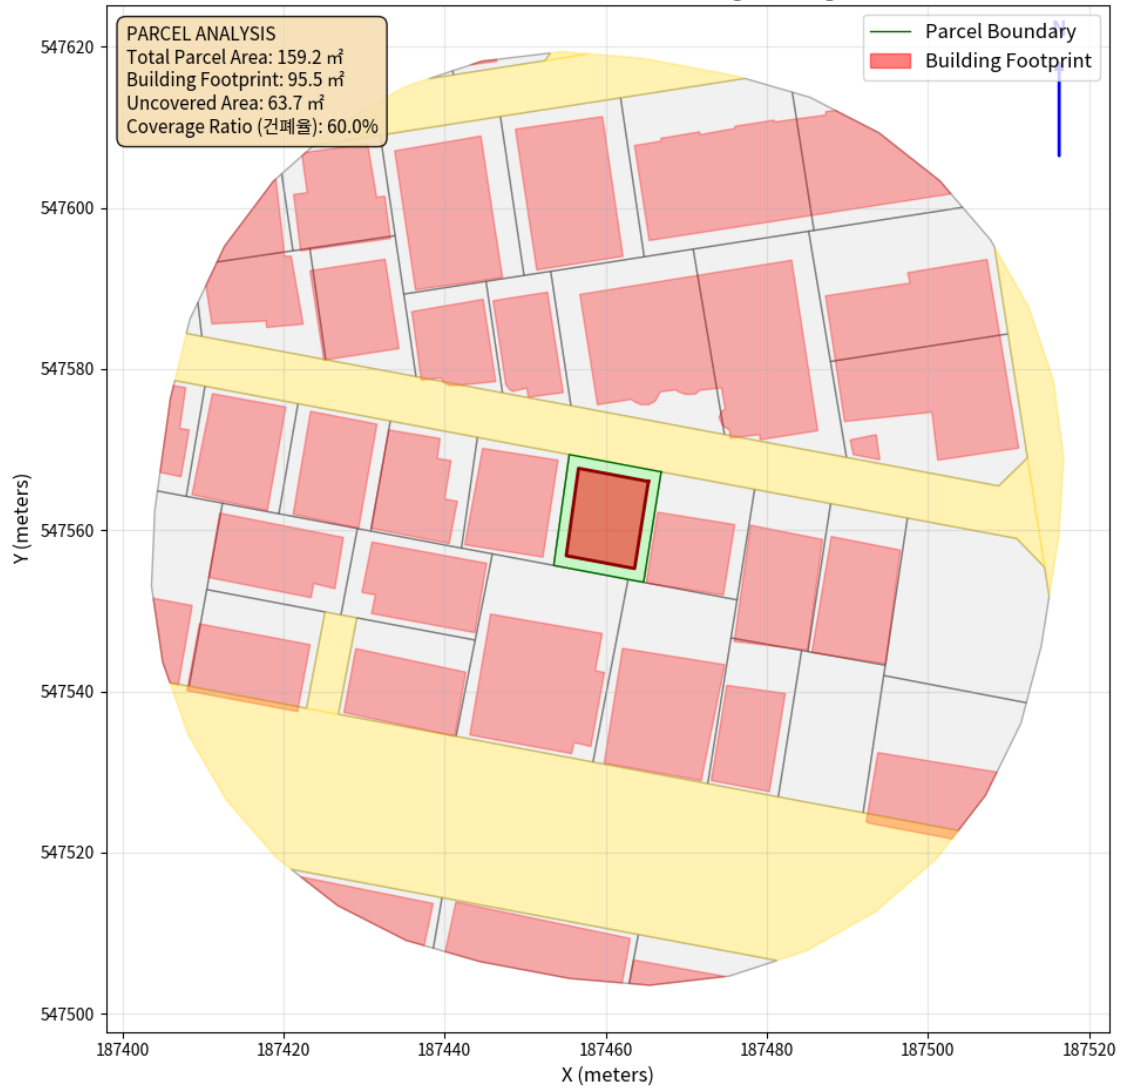 PARCEL ANALYSIS
Total Parcel Area: 159.2 ㎡
Building Footprint: 95.5 ㎡
Uncovered Area: 63.7 ㎡
Coverage Ratio (건폐율): 60.0%
Parcel Boundary
Building Footprint
N
547620
547600
547580
547560
547540
547520
547500
Y (meters)
187400
187420
187440
187460
187480
187500
187520
X (meters)